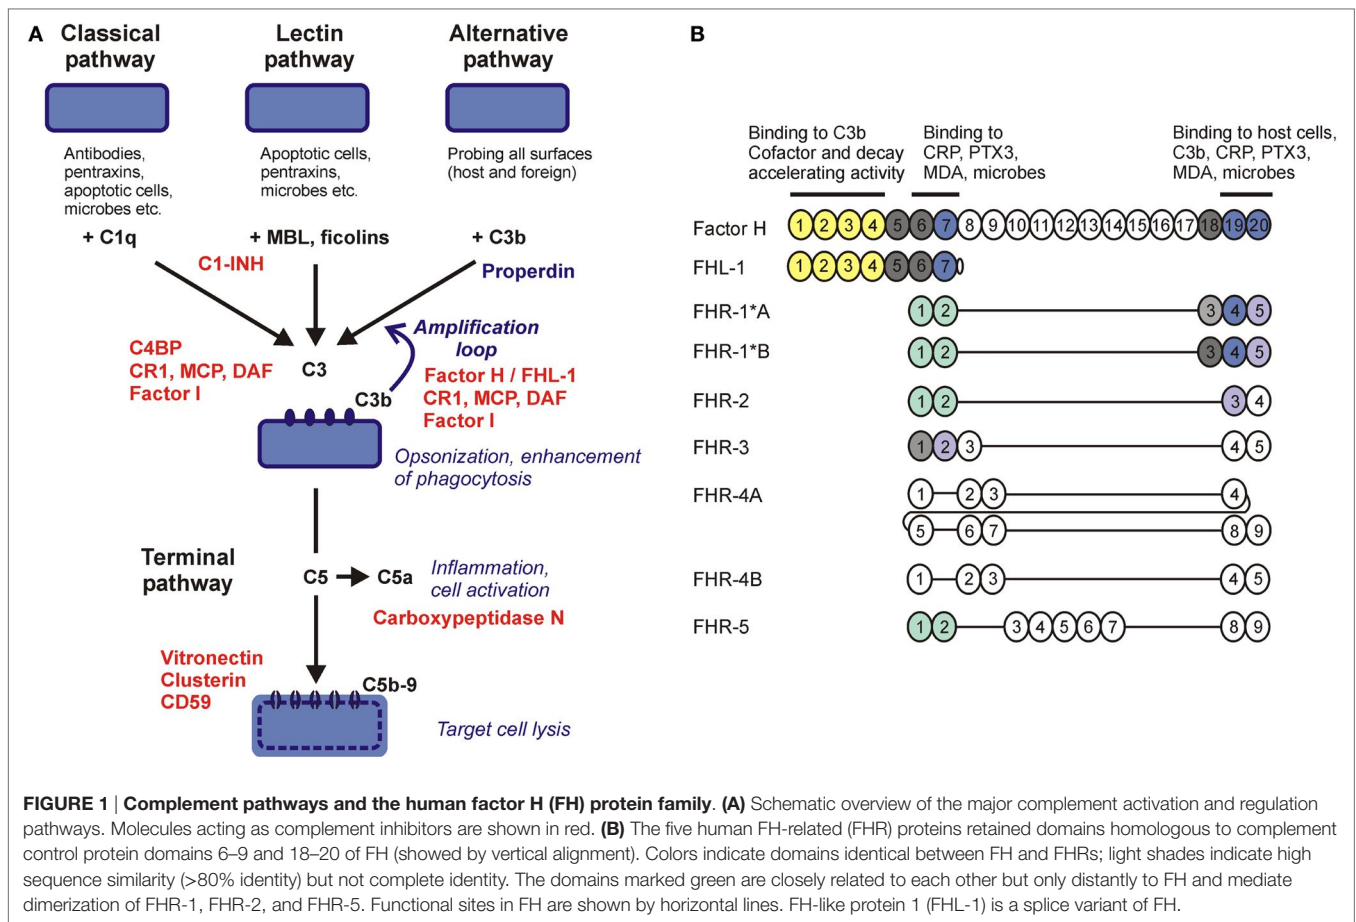 A
Classical
pathway
Lectin
pathway
Alternative
pathway
Antibodies,
pentraxins,
apoptotic cells,
microbes etc.
Apoptotic cells,
pentraxins,
microbes etc.
Probing all surfaces
(host and foreign)
+ C1q
+ MBL, ficolins
+ C3b
C1-INH
Properdin
Amplification
loop
C4BP
CR1, MCP, DAF
Factor I
C3
C3b
Factor H / FHL-1
CR1, MCP, DAF
Factor I
Opsonization, enhancement
of phagocytosis
Terminal
pathway
C5
C5a
Inflammation,
cell activation
Carboxypeptidase N
Vitronectin
Clusterin
CD59
C5b-9
Target cell lysis
B
Binding to C3b
Cofactor and decay
accelerating activity
Binding to
CRP, PTX3,
MDA, microbes
Binding to host cells,
C3b, CRP, PTX3,
MDA, microbes
Factor H 1 2 3 4 5 6 7 8 9 10 11 12 13 14 15 16 17 18 19 20
FHL-1 1 2 3 4 5 6 7
FHR-1*A 1 2 3 4 5
FHR-1*B 1 2 3 4 5
FHR-2 1 2 3 4
FHR-3 1 2 3 4 5
FHR-4A 1 2 3 4
5 6 7 8 9
FHR-4B 1 2 3 4 5
FHR-5 1 2 3 4 5 6 7 8 9
FIGURE 1 | Complement pathways and the human factor H (FH) protein family. (A) Schematic overview of the major complement activation and regulation
pathways. Molecules acting as complement inhibitors are shown in red. (B) The five human FH-related (FHR) proteins retained domains homologous to complement
control protein domains 6–9 and 18–20 of FH (showed by vertical alignment). Colors indicate domains identical between FH and FHRs; light shades indicate high
sequence similarity (>80% identity) but not complete identity. The domains marked green are closely related to each other but only distantly to FH and mediate
dimerization of FHR-1, FHR-2, and FHR-5. Functional sites in FH are shown by horizontal lines. FH-like protein 1 (FHL-1) is a splice variant of FH.